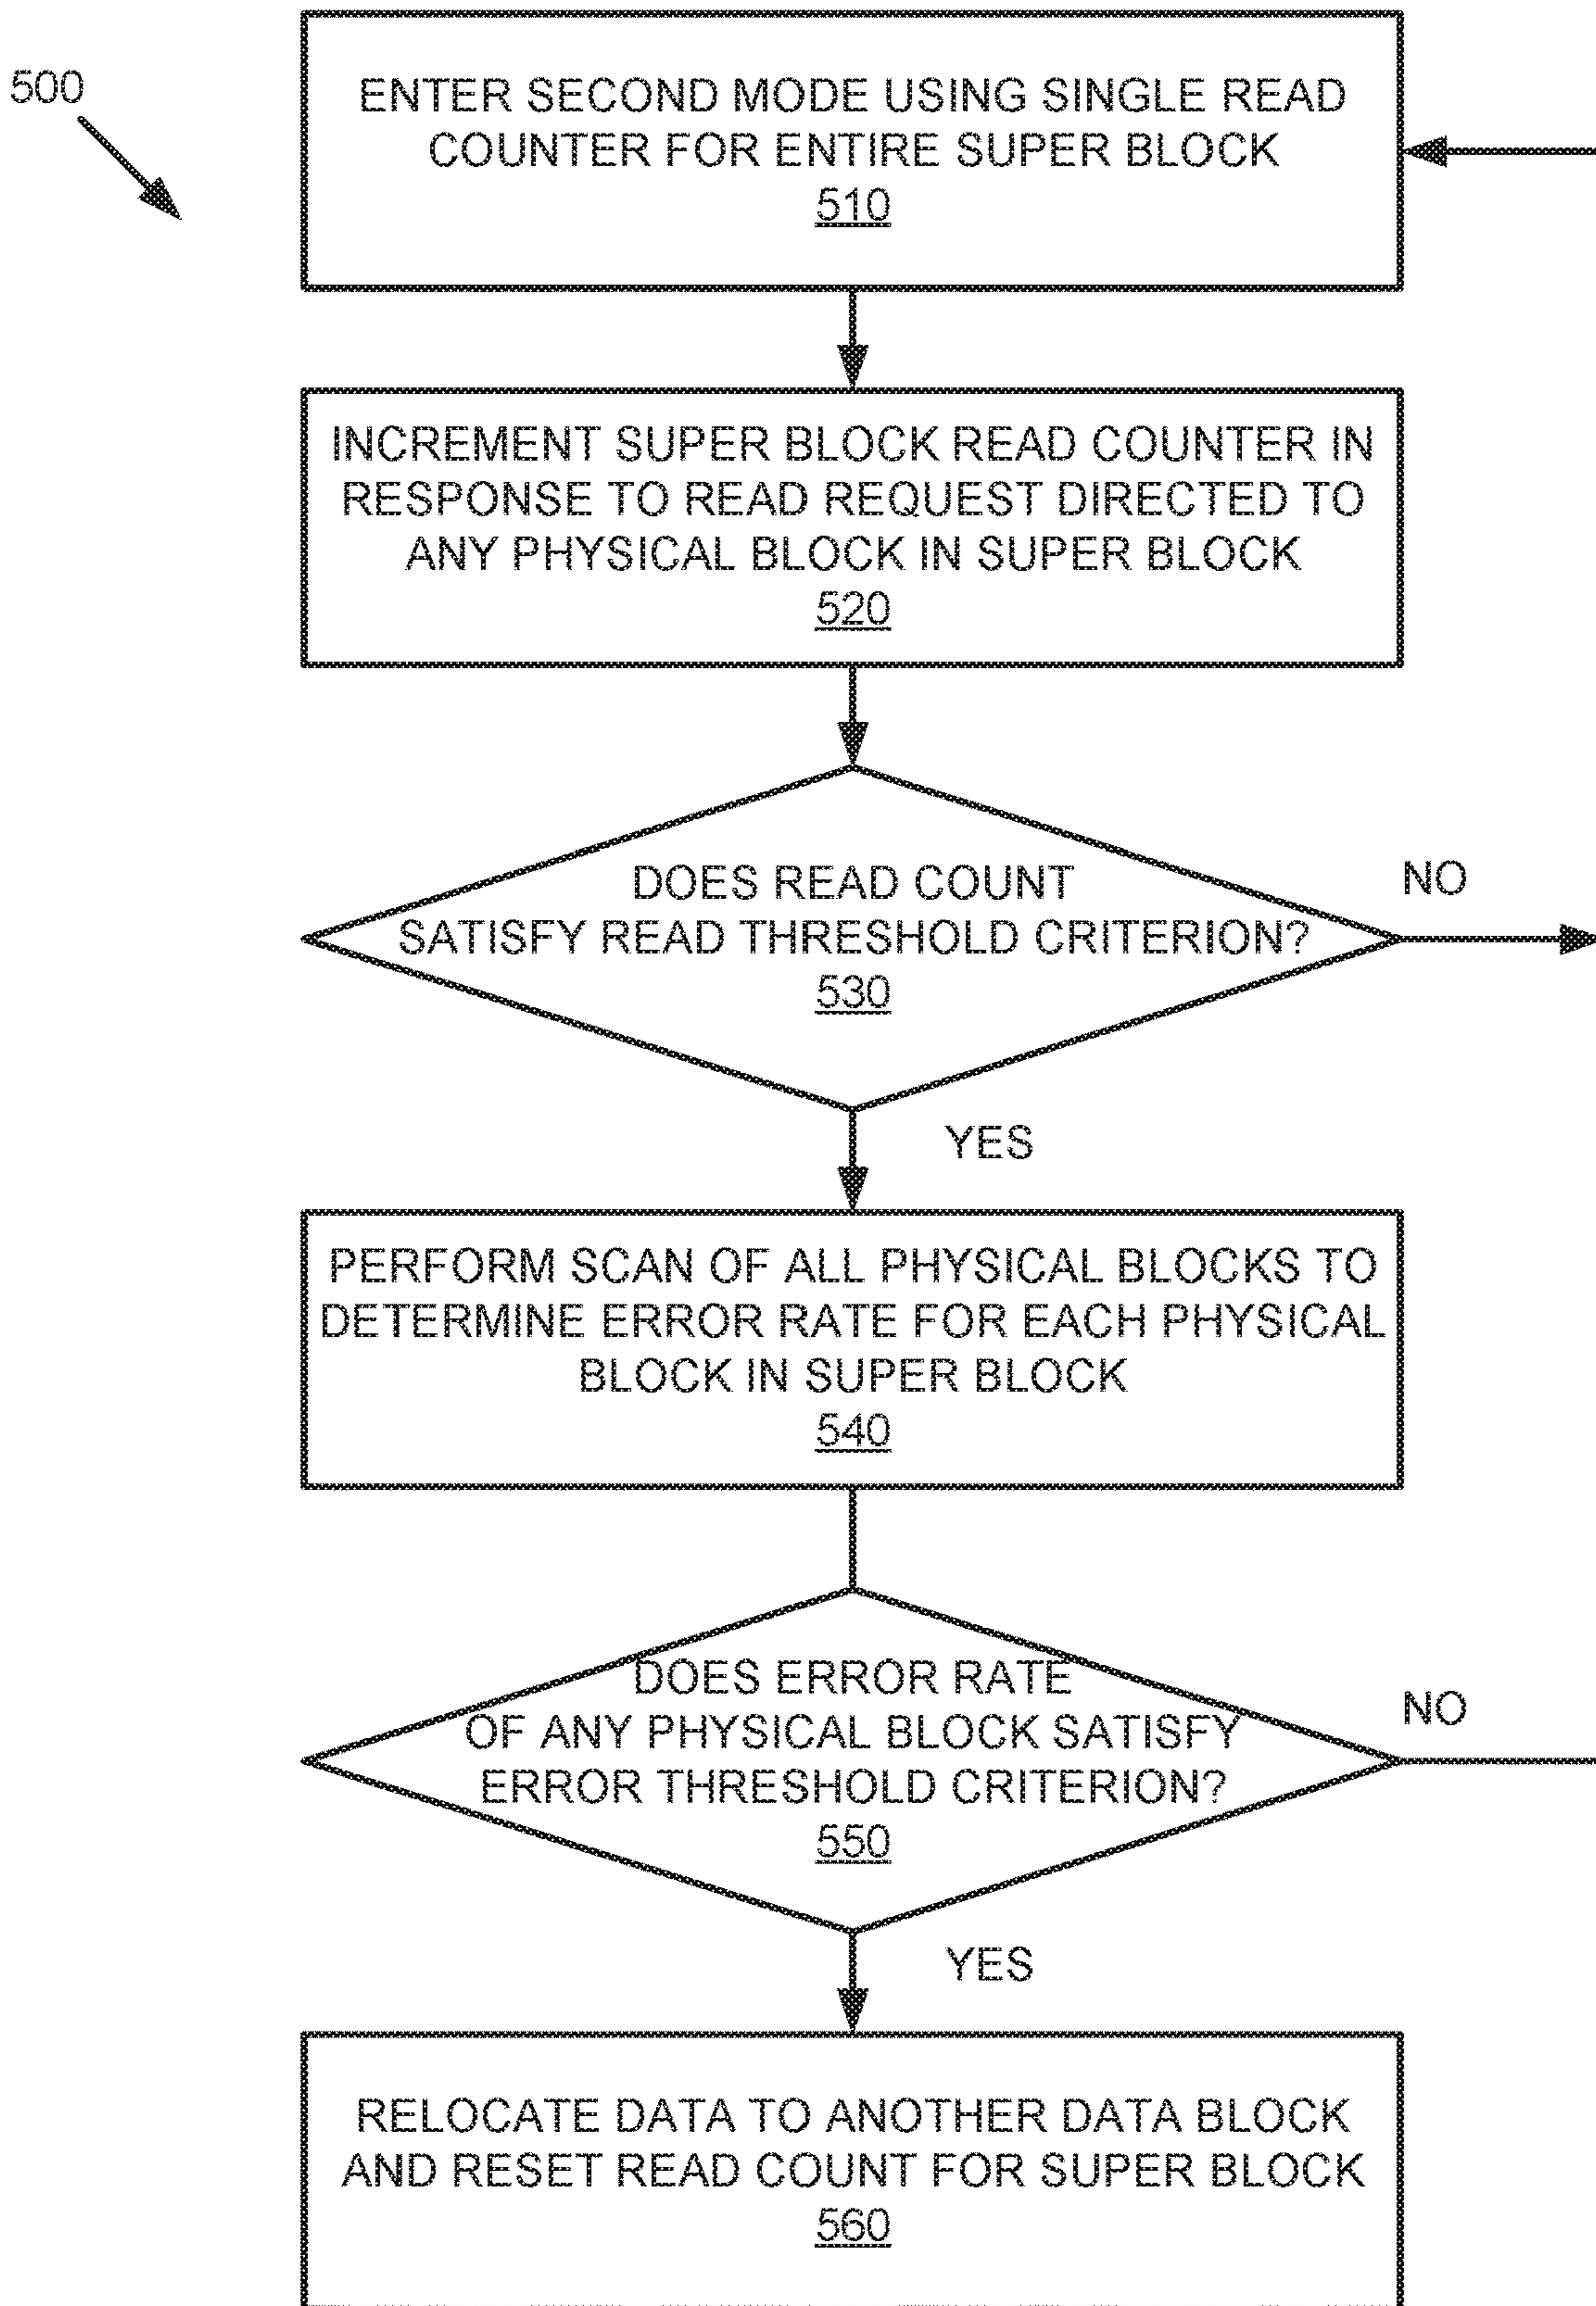 500
ENTER SECOND MODE USING SINGLE READ
COUNTER FOR ENTIRE SUPER BLOCK
510
INCREMENT SUPER BLOCK READ COUNTER IN
RESPONSE TO READ REQUEST DIRECTED TO
ANY PHYSICAL BLOCK IN SUPER BLOCK
520
DOES READ COUNT
SATISFY READ THRESHOLD CRITERION?
530
NO
YES
PERFORM SCAN OF ALL PHYSICAL BLOCKS TO
DETERMINE ERROR RATE FOR EACH PHYSICAL
BLOCK IN SUPER BLOCK
540
DOES ERROR RATE
OF ANY PHYSICAL BLOCK SATISFY
ERROR THRESHOLD CRITERION?
550
NO
YES
RELOCATE DATA TO ANOTHER DATA BLOCK
AND RESET READ COUNT FOR SUPER BLOCK
560